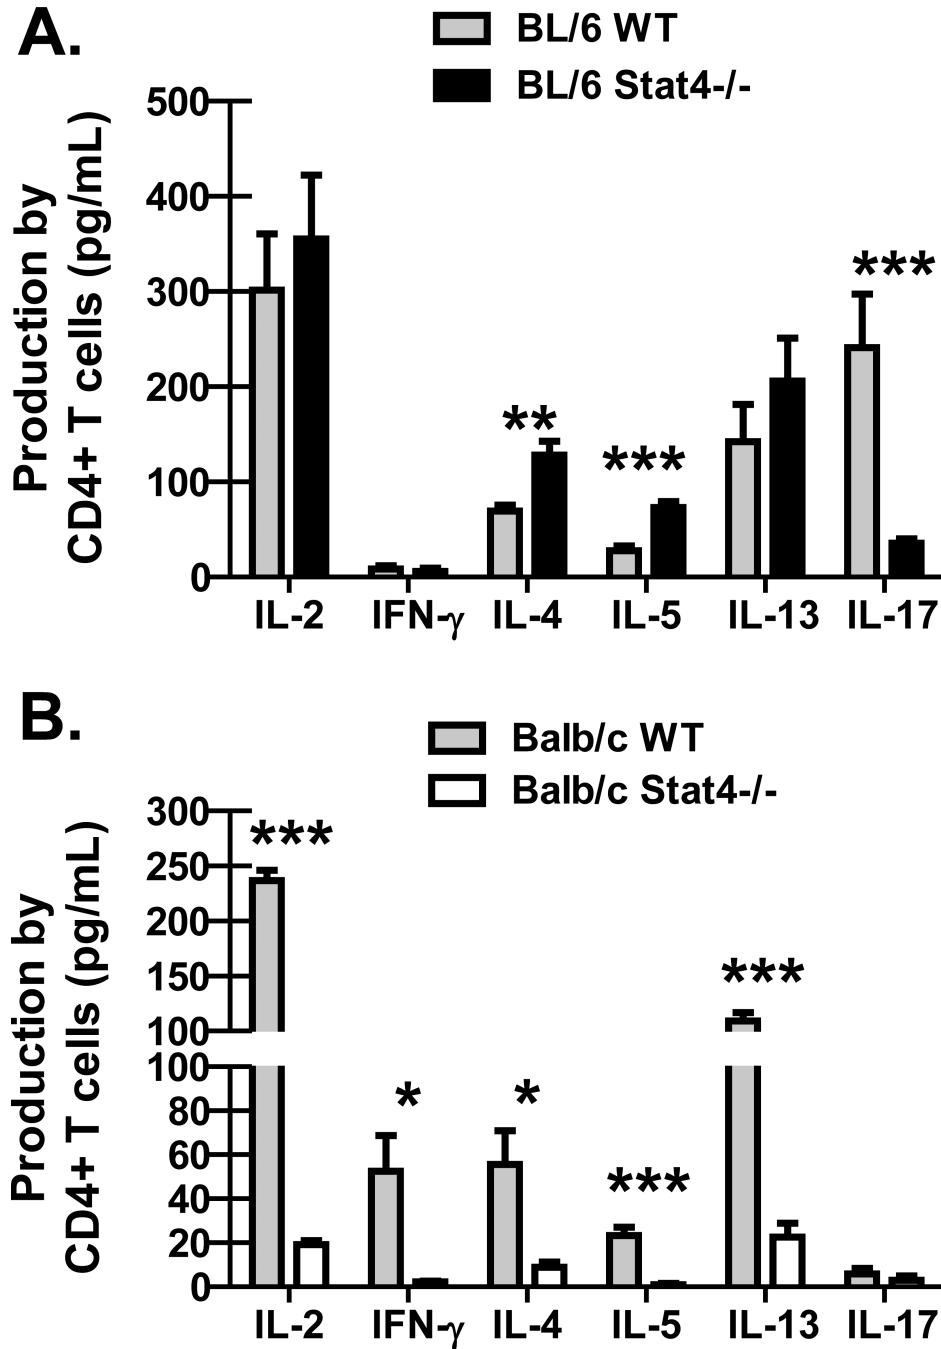 A.
BL/6 WT
BL/6 Stat4-/-
Production by
CD4+ T cells (pg/mL)
500
400
300
200
100
0
**
***
***
IL-2 IFN-γ IL-4 IL-5 IL-13 IL-17
B.
Balb/c WT
Balb/c Stat4-/-
Production by
CD4+ T cells (pg/mL)
300
250
200
150
100
100
80
60
40
20
0
***
*
*
***
***
IL-2 IFN-γ IL-4 IL-5 IL-13 IL-17